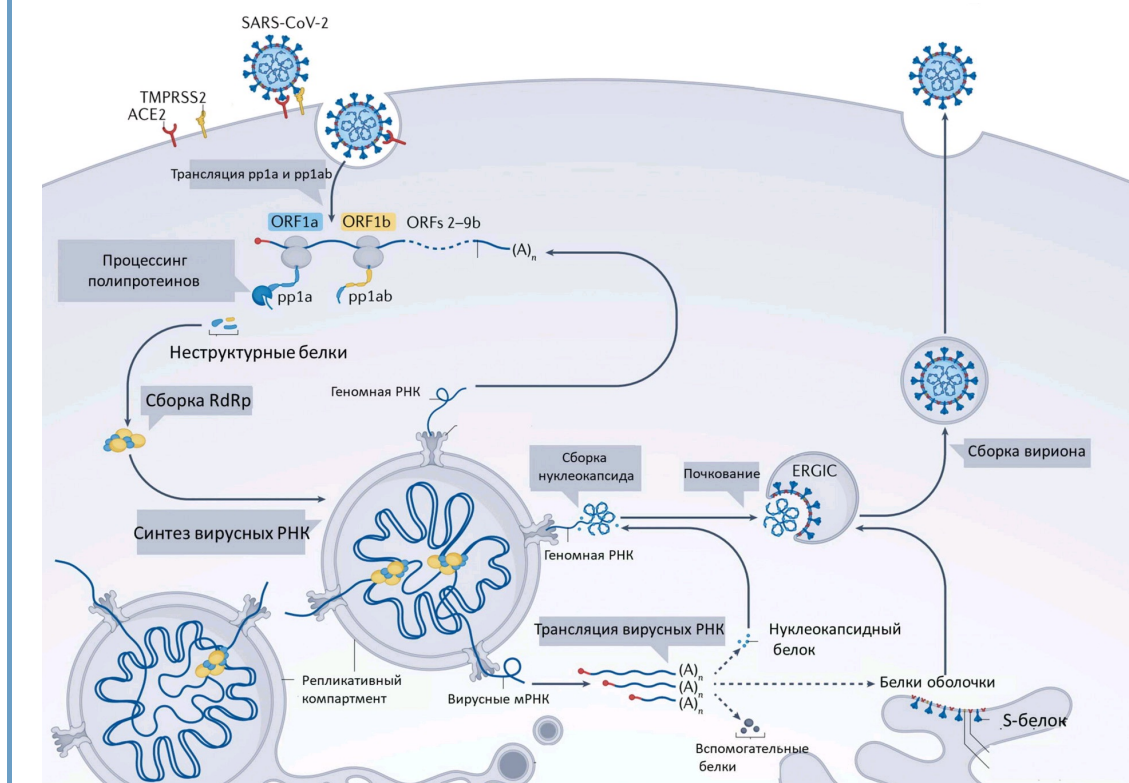 SARS-CoV-2
TMPRSS2
ACE2
Трансляция pp1a и pp1ab
ORF1a
ORF1b
ORFs 2–9b
(A)n
Процессинг
полипротеинов
pp1a
pp1ab
Неструктурные белки
Сборка RdRp
Геномная РНК
Синтез вирусных РНК
Сборка
нуклеокапсида
Геномная РНК
Почкование
ERGIC
Сборка вириона
Трансляция вирусных РНК
Нуклеокапсидный
белок
(A)n
(A)n
(A)n
Белки оболочки
S-белок
Репликативный
компартмент
Вирусные мРНК
Вспомогательные
белки